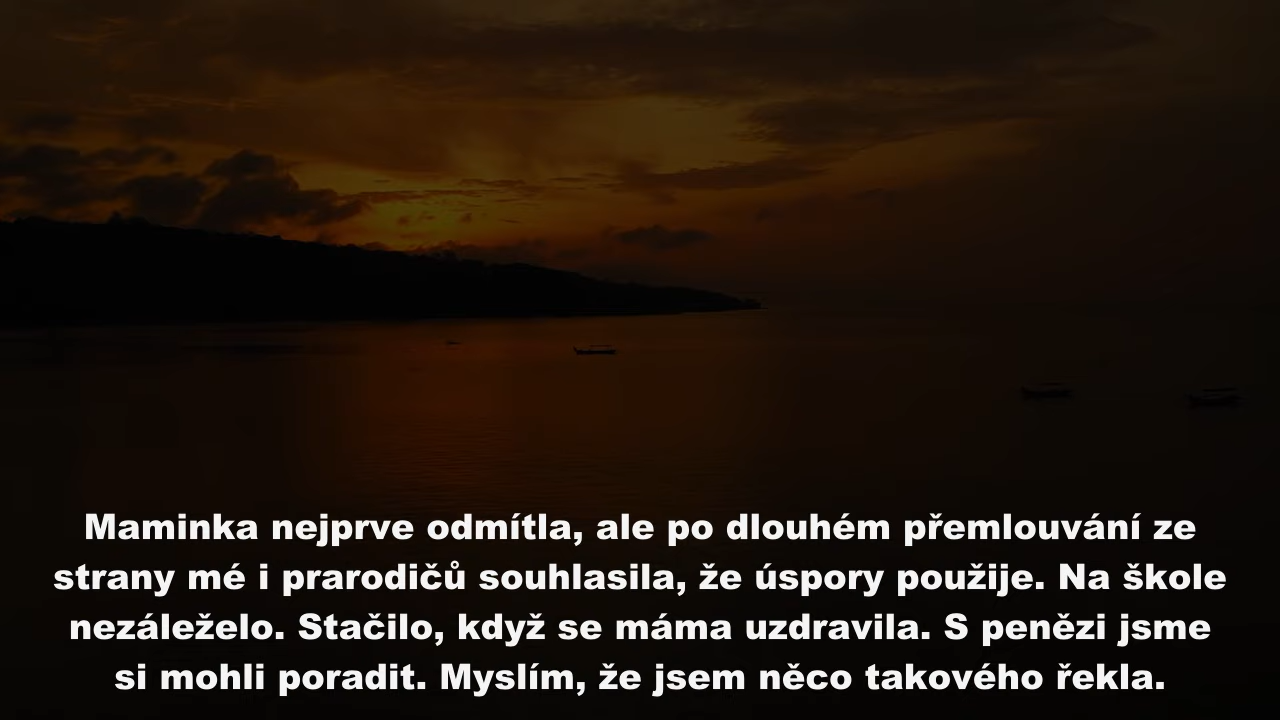 Maminka nejprve odmítla, ale po dlouhém přemlouvání ze
strany mé i prarodičů souhlasila, že úspory použije. Na škole
nezáleželo. Stačilo, když se máma uzdravila. S penězi jsme
si mohli poradit. Myslím, že jsem něco takového řekla.